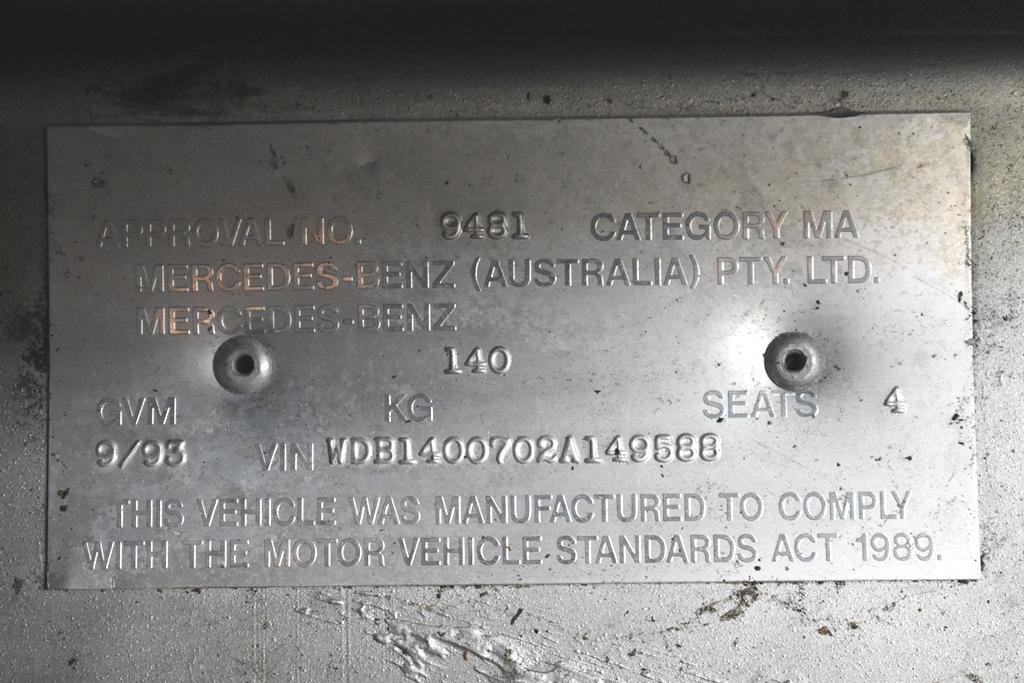 APPROVAL NO. 9481 CATEGORY MA
MERCEDES-BENZ (AUSTRALIA) PTY. LTD.
MERCEDES-BENZ
140
GVM KG SEATS 4
9/93 VIN WDB1400702A149588
THIS VEHICLE WAS MANUFACTURED TO COMPLY
WITH THE MOTOR VEHICLE STANDARDS ACT 1989.